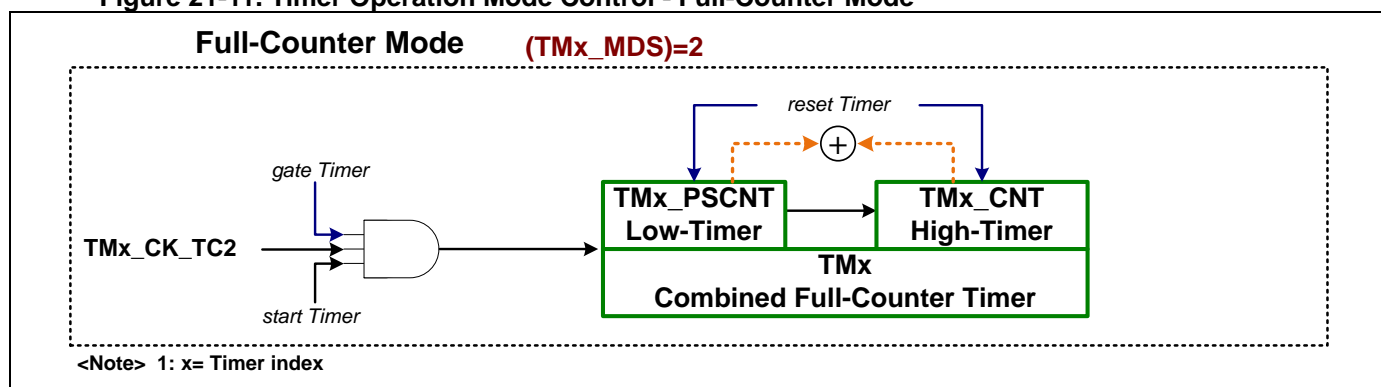 Figure 21-11: Timer Operation Mode Control - Full-Counter Mode
Full-Counter Mode (TMx_MDS)=2
reset Timer
gate Timer
TMx_PSCNT
Low-Timer
TMx_CNT
High-Timer
TMx_CK_TC2
TMx
Combined Full-Counter Timer
start Timer
<Note> 1: x= Timer index